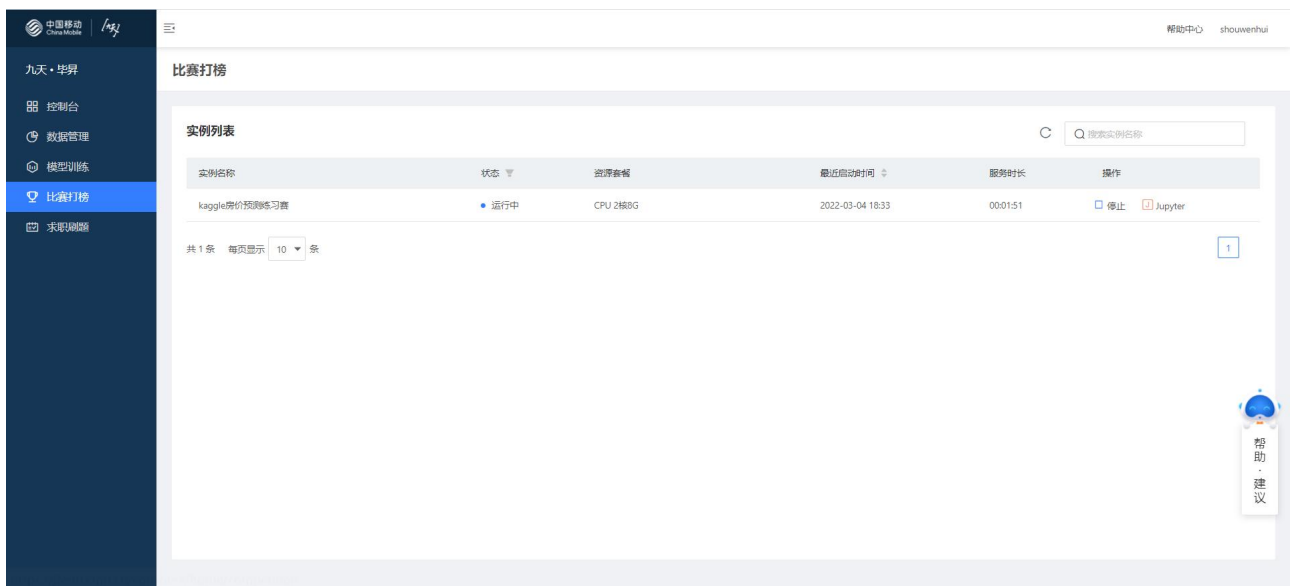 中国移动
China Mobile
帮助中心 shouwenhui
九天·毕昇
比赛打榜
控制台
数据管理
模型训练
比赛打榜
求职刷题
实例列表
搜索实例名称
实例名称 状态 资源套餐 最近启动时间 服务时长 操作
kaggle房价预测练习赛 运行中 CPU 2核8G 2022-03-04 18:33 00:01:51 停止 J Jupyter
共 1 条 每页显示 10 条 1
帮助·建议